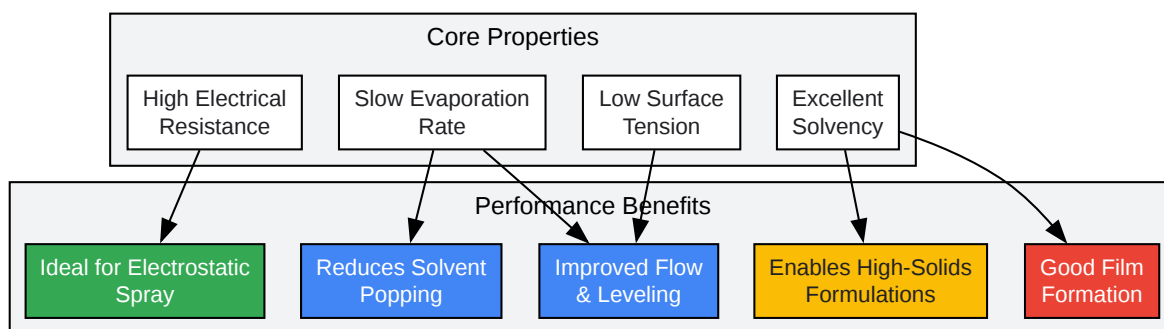 Core Properties
High Electrical
Resistance
Slow Evaporation
Rate
Low Surface
Tension
Excellent
Solvency
Performance Benefits
Ideal for Electrostatic
Spray
Reduces Solvent
Popping
Improved Flow
& Leveling
Enables High-Solids
Formulations
Good Film
Formation